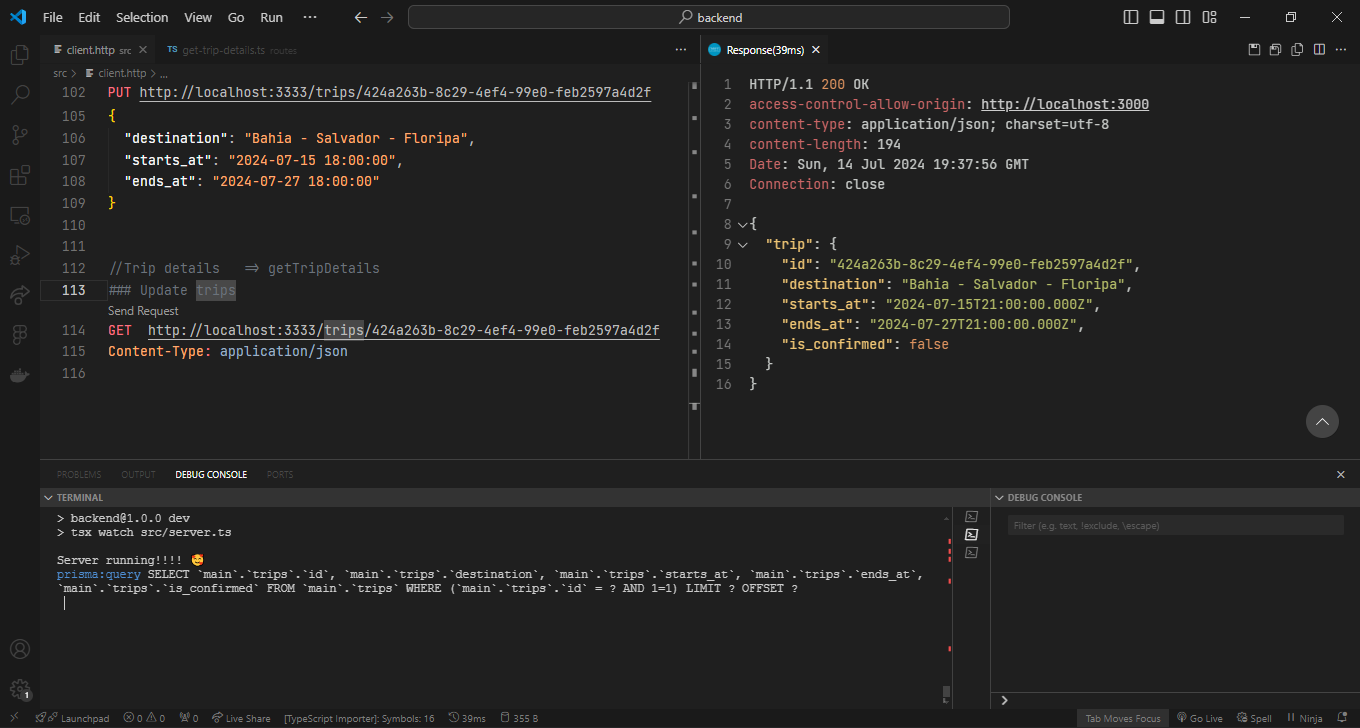 File Edit Selection View Go Run ··· backend
client.http src TS get-trip-details.ts routes
src > client.http > ...
102 PUT http://localhost:3333/trips/424a263b-8c29-4ef4-99e0-feb2597a4d2f
105 {
106 "destination": "Bahia - Salvador - Floripa",
107 "starts_at": "2024-07-15 18:00:00",
108 "ends_at": "2024-07-27 18:00:00"
109 }
110
111
112 //Trip details => getTripDetails
113 ### Update trips
Send Request
114 GET http://localhost:3333/trips/424a263b-8c29-4ef4-99e0-feb2597a4d2f
115 Content-Type: application/json
116
Response(39ms)
1 HTTP/1.1 200 OK
2 access-control-allow-origin: http://localhost:3000
3 content-type: application/json; charset=utf-8
4 content-length: 194
5 Date: Sun, 14 Jul 2024 19:37:56 GMT
6 Connection: close
7
8 {
9 "trip": {
10 "id": "424a263b-8c29-4ef4-99e0-feb2597a4d2f",
11 "destination": "Bahia - Salvador - Floripa",
12 "starts_at": "2024-07-15T21:00:00.000Z",
13 "ends_at": "2024-07-27T21:00:00.000Z",
14 "is_confirmed": false
15 }
16 }
PROBLEMS OUTPUT DEBUG CONSOLE PORTS
TERMINAL
> backend@1.0.0 dev
> tsx watch src/server.ts
Server running!!!! 🥰
prisma:query SELECT `main`.`trips`.`id`, `main`.`trips`.`destination`, `main`.`trips`.`starts_at`, `main`.`trips`.`ends_at`,
`main`.`trips`.`is_confirmed` FROM `main`.`trips` WHERE (`main`.`trips`.`id` = ? AND 1=1) LIMIT ? OFFSET ?
DEBUG CONSOLE
Filter (e.g. text, !exclude, \escape)
1
Launchpad 0 0 0 Live Share [TypeScript Importer]: Symbols: 16 39ms 355 B Tab Moves Focus Go Live Spell Ninja